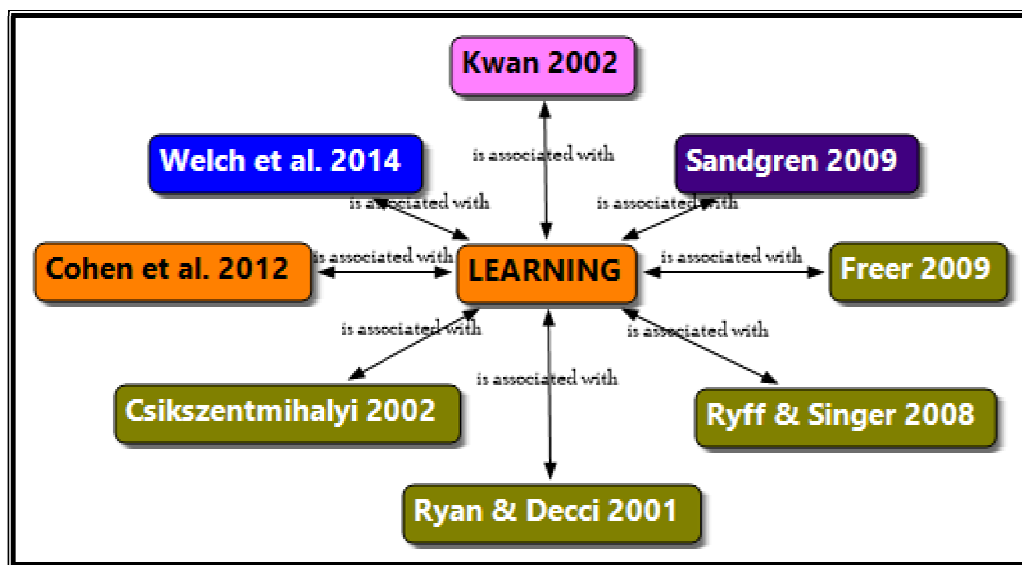 Kwan 2002
is associated with
Welch et al. 2014
Sandgren 2009
is associated with
is associated with
Cohen et al. 2012
is associated with
LEARNING
is associated with
Freer 2009
is associated with
is associated with
is associated with
Csikszentmihalyi 2002
Ryff & Singer 2008
Ryan & Decci 2001